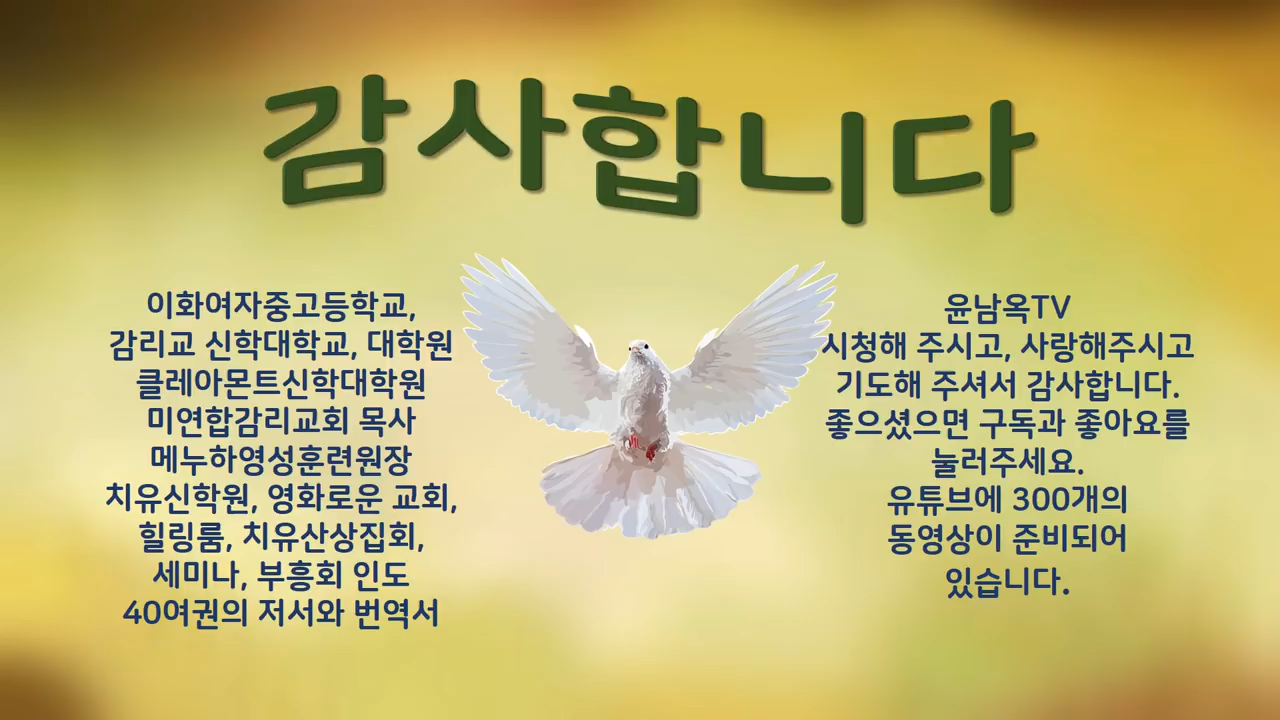 감사합니다
이화여자중고등학교,
감리교 신학대학교, 대학원
클레아몬트신학대학원
미연합감리교회 목사
메누하영성훈련원장
치유신학원, 영화로운 교회,
힐링룸, 치유산상집회,
세미나, 부흥회 인도
40여권의 저서와 번역서
윤남옥TV
시청해 주시고, 사랑해주시고
기도해 주셔서 감사합니다.
좋으셨으면 구독과 좋아요를
눌러주세요.
유튜브에 300개의
동영상이 준비되어
있습니다.